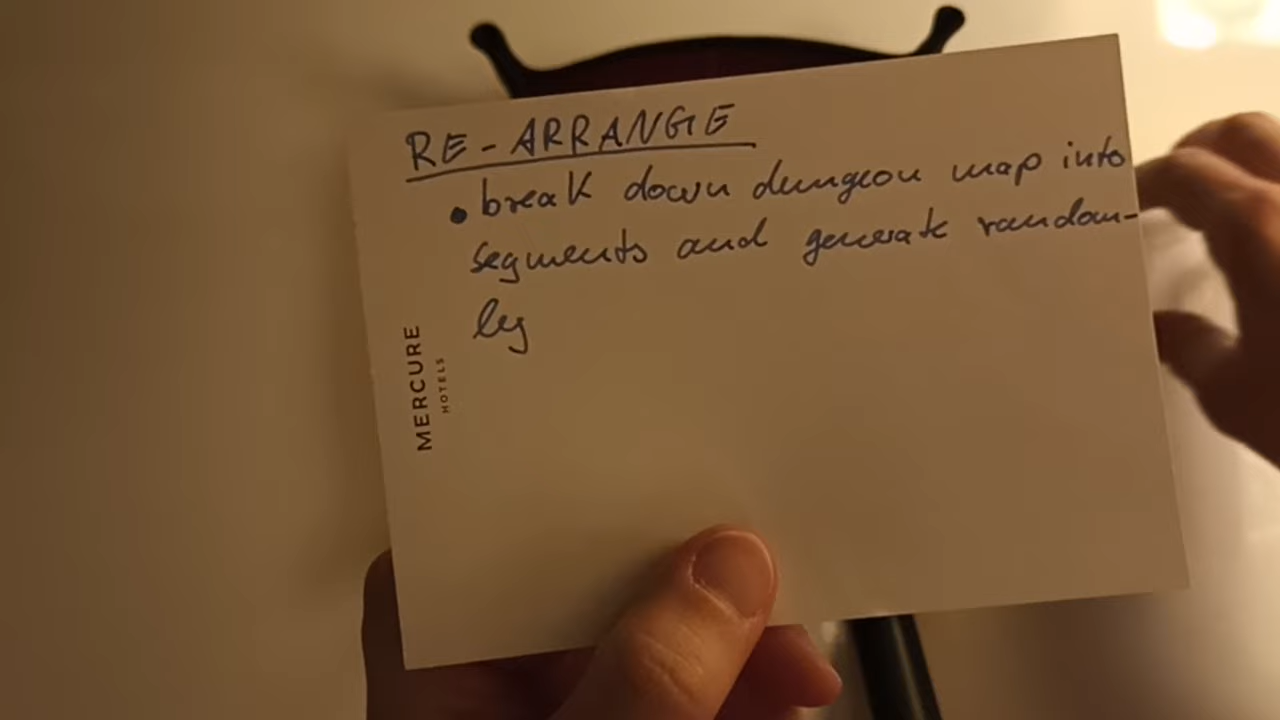 RE-ARRANGE
• break down dungeon map into
segments and generate random-
ly
MERCURE
HOTELS